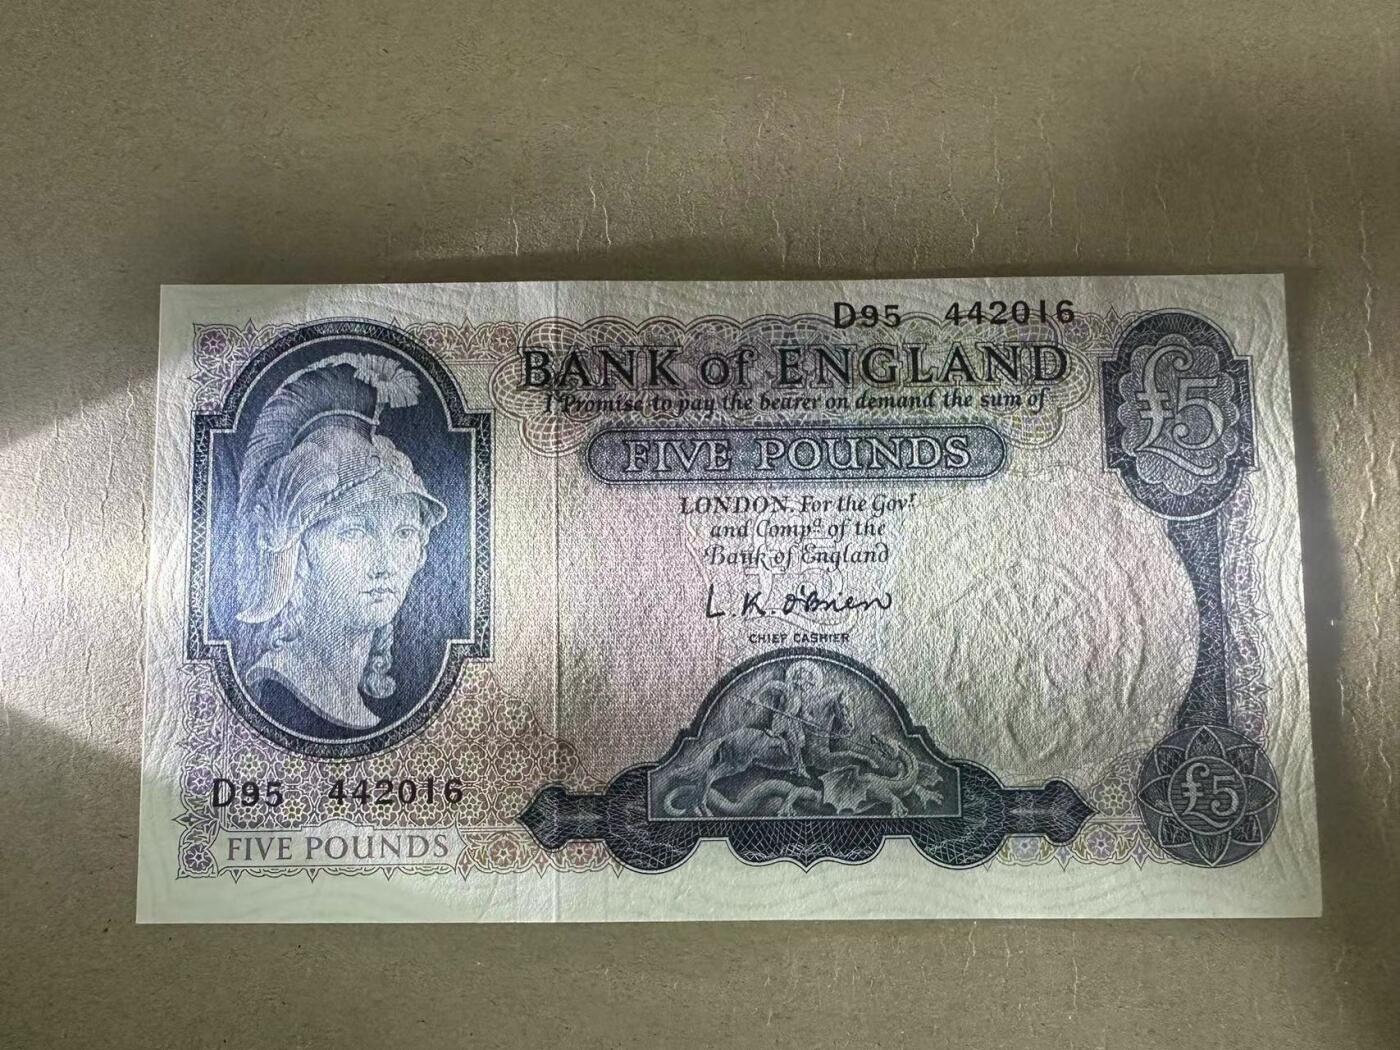 D95 442016
BANK of ENGLAND
£5
I Promise to pay the bearer on demand the sum of
FIVE POUNDS
LONDON. For the Govr.
and Compa. of the
Bank of England
L.K. O'Brien
CHIEF CASHIER
D95 442016
£5
FIVE POUNDS